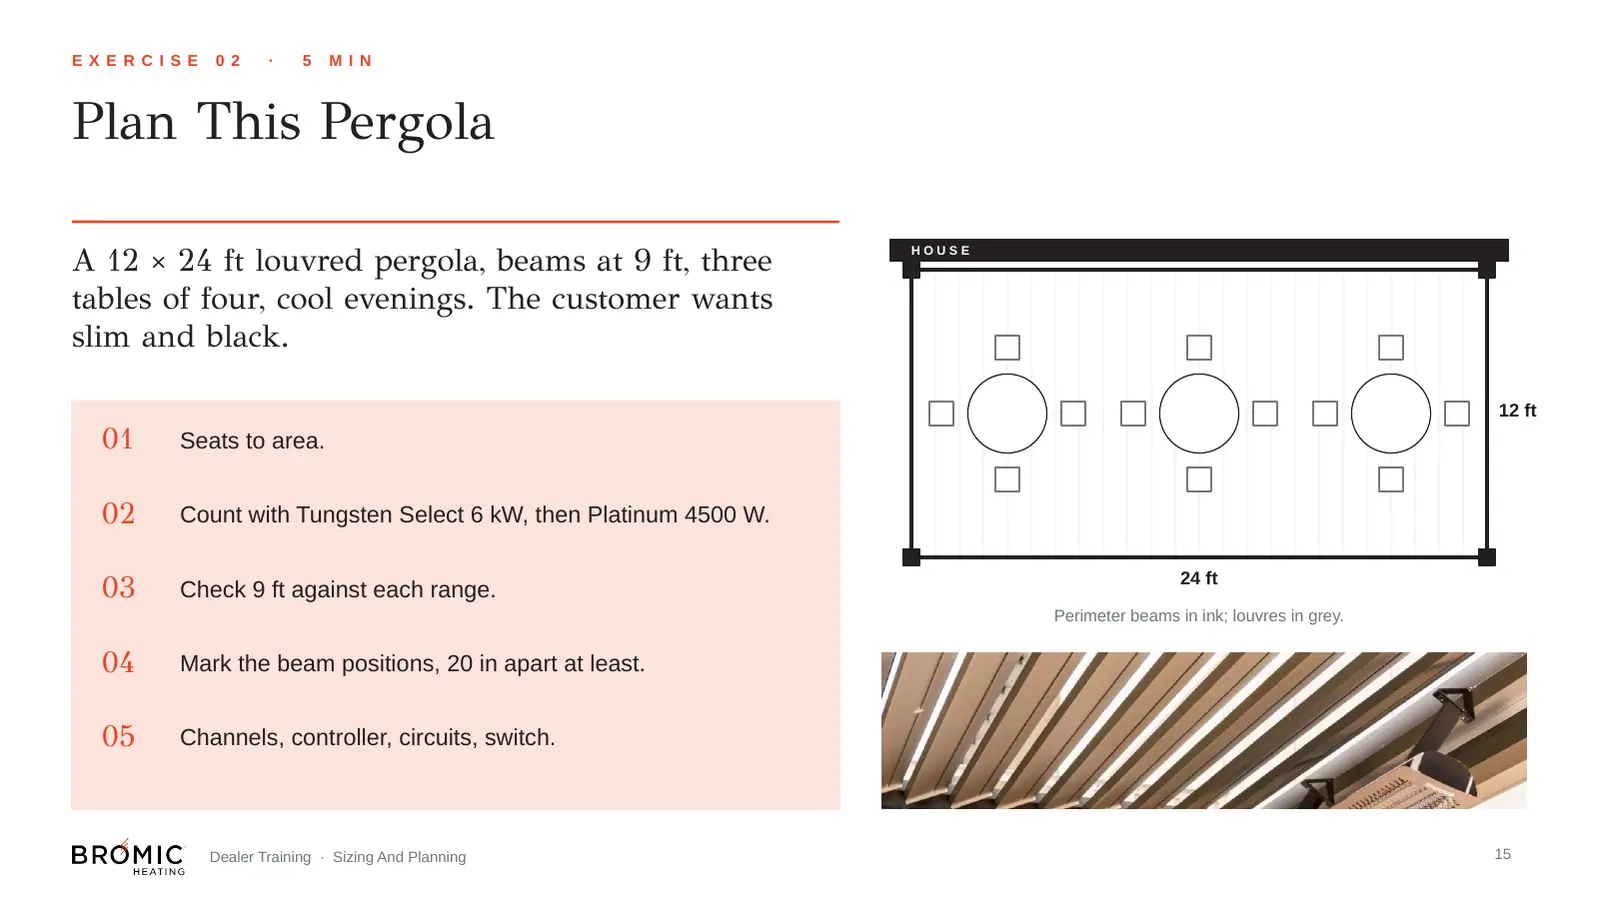 EXERCISE 02 · 5 MIN
Plan This Pergola
A 12 × 24 ft louvred pergola, beams at 9 ft, three
tables of four, cool evenings. The customer wants
slim and black.
01 Seats to area.
02 Count with Tungsten Select 6 kW, then Platinum 4500 W.
03 Check 9 ft against each range.
04 Mark the beam positions, 20 in apart at least.
05 Channels, controller, circuits, switch.
HOUSE
12 ft
24 ft
Perimeter beams in ink; louvres in grey.
BROMIC
HEATING
Dealer Training · Sizing And Planning
15